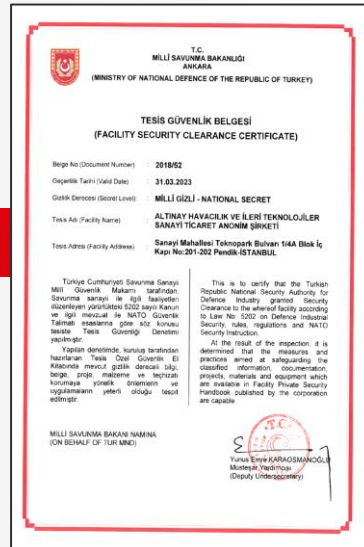 T.C.
MİLLİ SAVUNMA BAKANLIĞI
ANKARA
(MINISTRY OF NATIONAL DEFENCE OF THE REPUBLIC OF TURKEY)
TESİS GÜVENLİK BELGESİ
(FACILITY SECURITY CLEARANCE CERTIFICATE)
Belge No.(Document Number) : 2018/52
Geçerlilik Tarihi (Valid Date) : 31.03.2023
Gizlilik Derecesi (Secret Level) : MİLLİ GİZLİ - NATIONAL SECRET
Tesis Adı (Facility Name) : ALTINAY HAVACILIK VE İLERİ TEKNOLOJİLER
SANAYİ TİCARET ANONİM ŞİRKETİ
Tesis Adresi (Facility Address) : Sanayi Mahallesi Teknopark Bulvarı 1/4A Blok İç
Kapı No:201-202 Pendik-İSTANBUL
Türkiye Cumhuriyeti Savunma Sanayi
Milli Güvenlik Makamı tarafından,
Savunma sanayii ile ilgili faaliyetleri
düzenleyen yürürlükteki 5202 sayılı Kanun
ve ilgili mevzuat ile NATO Güvenlik
Talimatı esaslarına göre söz konusu
tesiste Tesis Güvenliği Denetimi
yapılmıştır.
Yapılan denetimde, kuruluş tarafından
hazırlanan Tesis Özel Güvenlik El
Kitabında mevcut gizlilik dereceli bilgi,
belge, proje, malzeme ve teçhizatı
korumaya yönelik önlemlerin ve
uygulamaların yeterli olduğu tespit
edilmiştir.
This is to certify that the Turkish
Republic National Security Authority for
Defence Industry granted Security
Clearance to the whereof facility according
to Law No: 5202 on Defence Industrial
Security, rules, regulations and NATO
Security Instruction.
At the result of the inspection, it is
determined that the measures and
practices aimed at safeguarding the
classified information, documentation,
projects, materials and equipment which
are available in Facility Private Security
Handbook published by the corporation
are capable.
MİLLİ SAVUNMA BAKANI NAMINA
(ON BEHALF OF TUR MND)
T.C.
Yunus Emre KARAOSMANOĞLU
Müsteşar Yardımcısı
(Deputy Undersecretary)